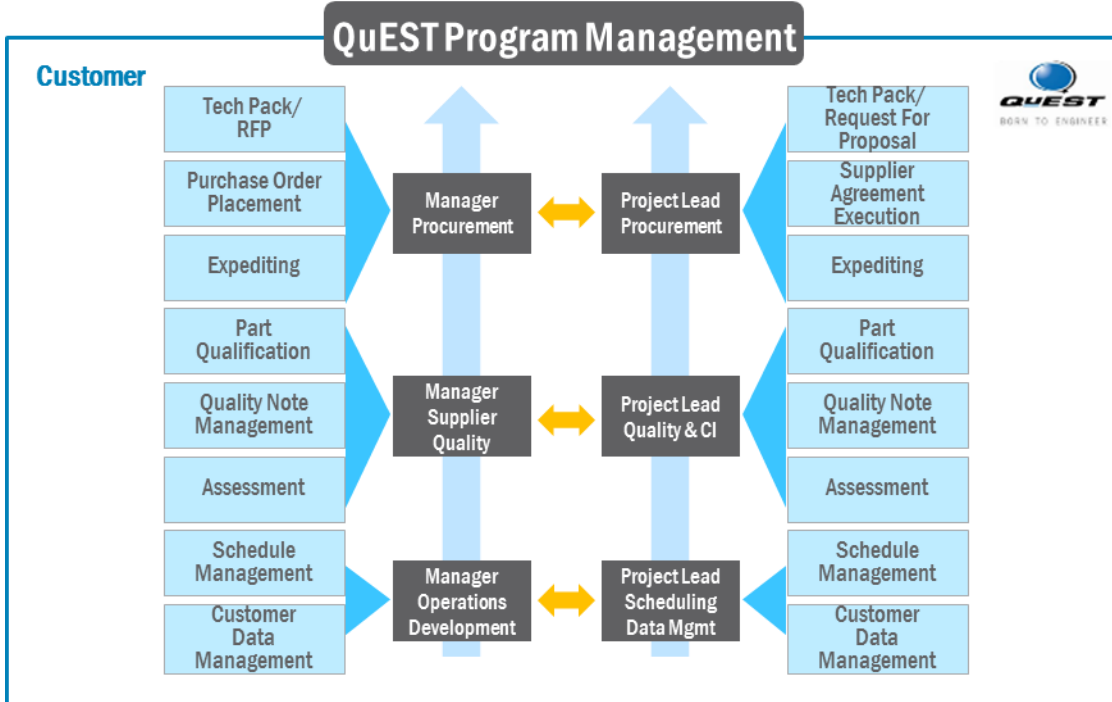 QuEST Program Management
Customer
QUEST
BORN TO ENGINEER
Tech Pack/
RFP
Purchase Order
Placement
Expediting
Manager
Procurement
Project Lead
Procurement
Tech Pack/
Request For
Proposal
Supplier
Agreement
Execution
Expediting
Part
Qualification
Quality Note
Management
Assessment
Manager
Supplier
Quality
Project Lead
Quality & CI
Part
Qualification
Quality Note
Management
Assessment
Schedule
Management
Customer
Data
Management
Manager
Operations
Development
Project Lead
Scheduling
Data Mgmt
Schedule
Management
Customer
Data
Management